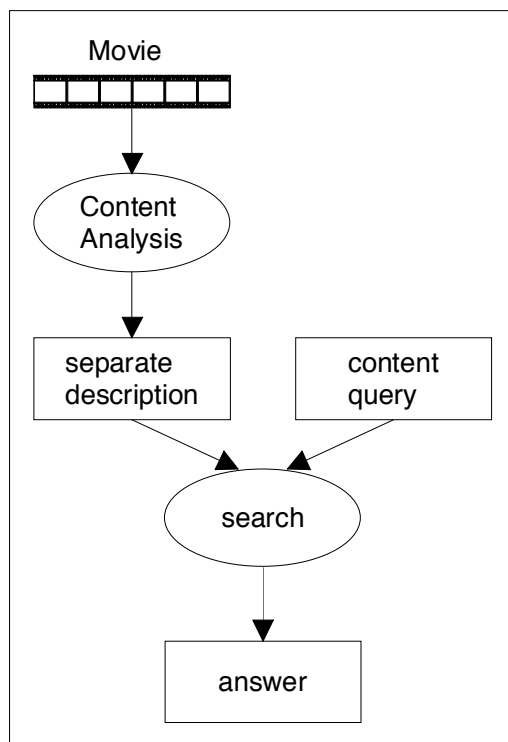 Movie
Content
Analysis
separate
description
content
query
search
answer